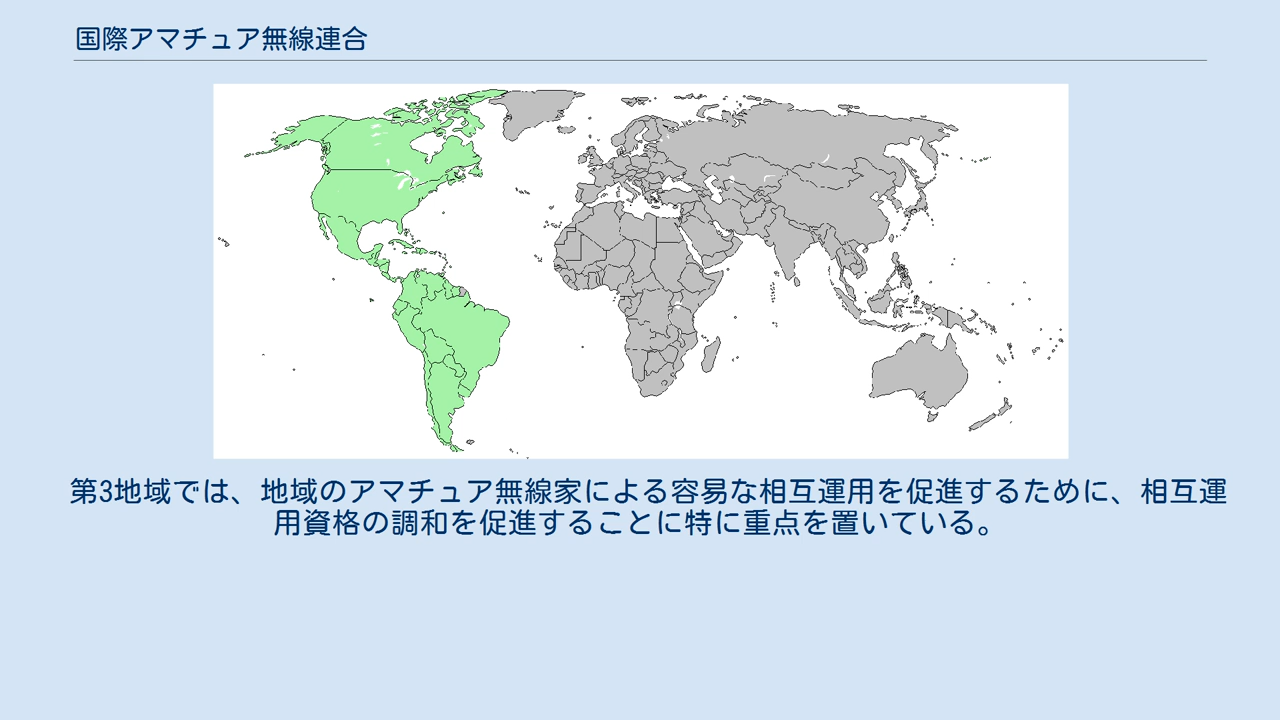 国際アマチュア無線連合
第3地域では、地域のアマチュア無線家による容易な相互運用を促進するために、相互運
用資格の調和を促進することに特に重点を置いている。